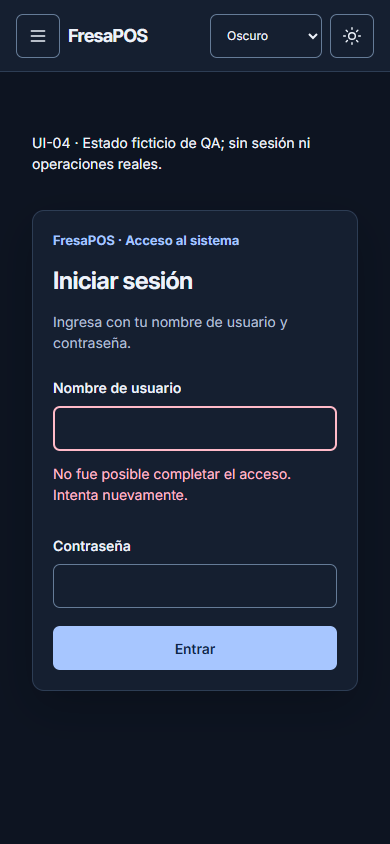 FresaPOS
Oscuro
UI-04 · Estado ficticio de QA; sin sesión ni
operaciones reales.
FresaPOS · Acceso al sistema
Iniciar sesión
Ingresa con tu nombre de usuario y
contraseña.
Nombre de usuario
No fue posible completar el acceso.
Intenta nuevamente.
Contraseña
Entrar